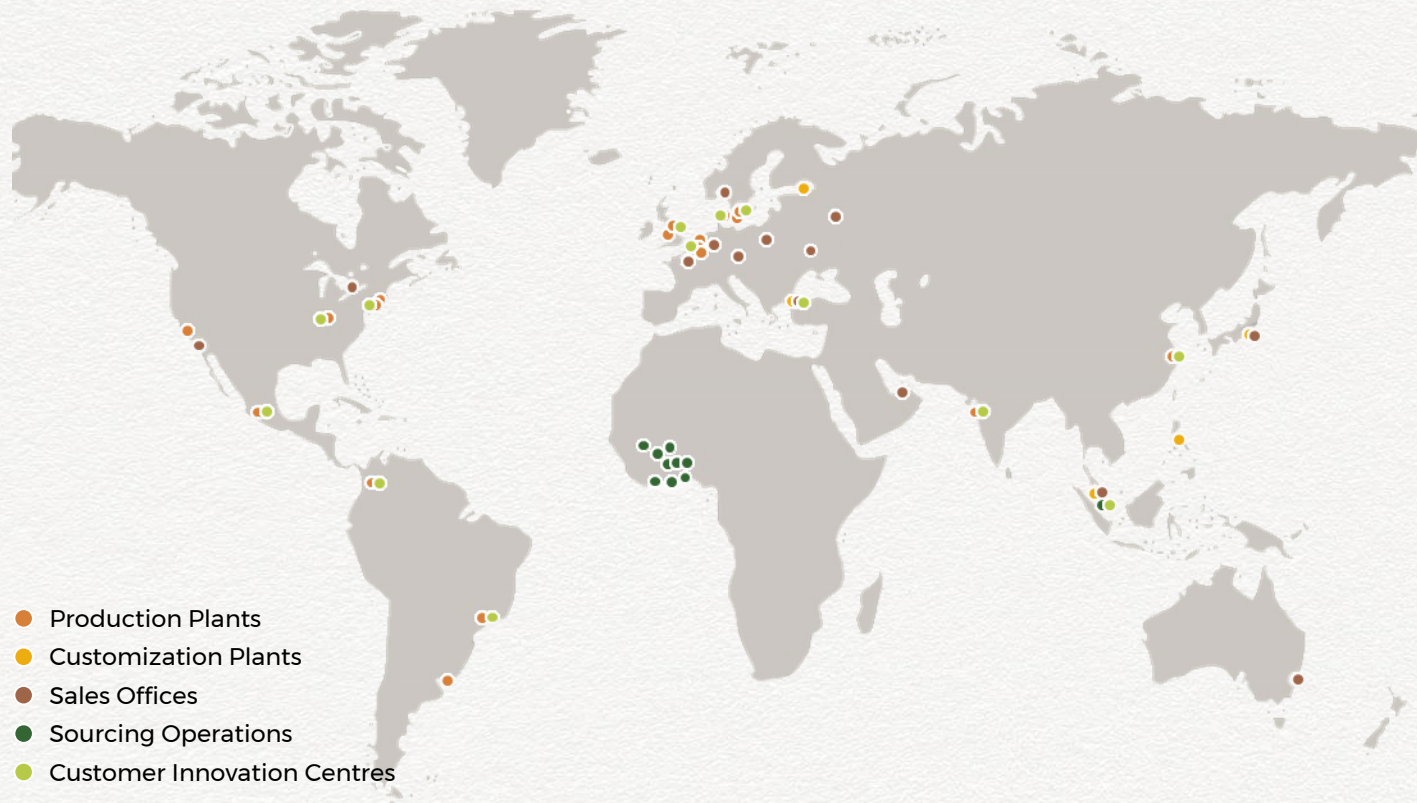 Production Plants
Customization Plants
Sales Offices
Sourcing Operations
Customer Innovation Centres